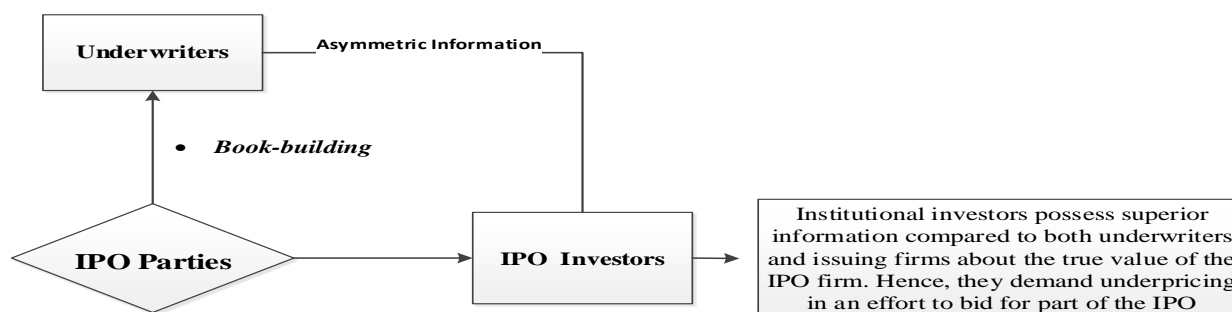 Underwriters
Asymmetric Information
• Book-building
IPO Parties
IPO Investors
Institutional investors possess superior
information compared to both underwriters
and issuing firms about the true value of the
IPO firm. Hence, they demand underpricing
in an effort to bid for part of the IPO